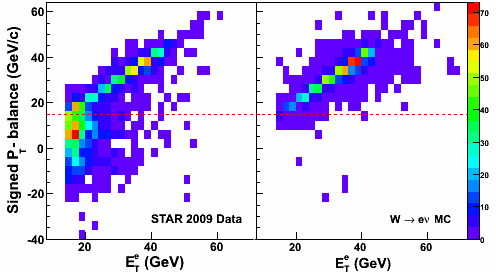 Signed P_T - balance (GeV/c)
60
40
20
0
-20
-40
STAR 2009 Data
20 40 60
E_T^e (GeV)
W → eν MC
20 40 60
E_T^e (GeV)
70
60
50
40
30
20
10
0